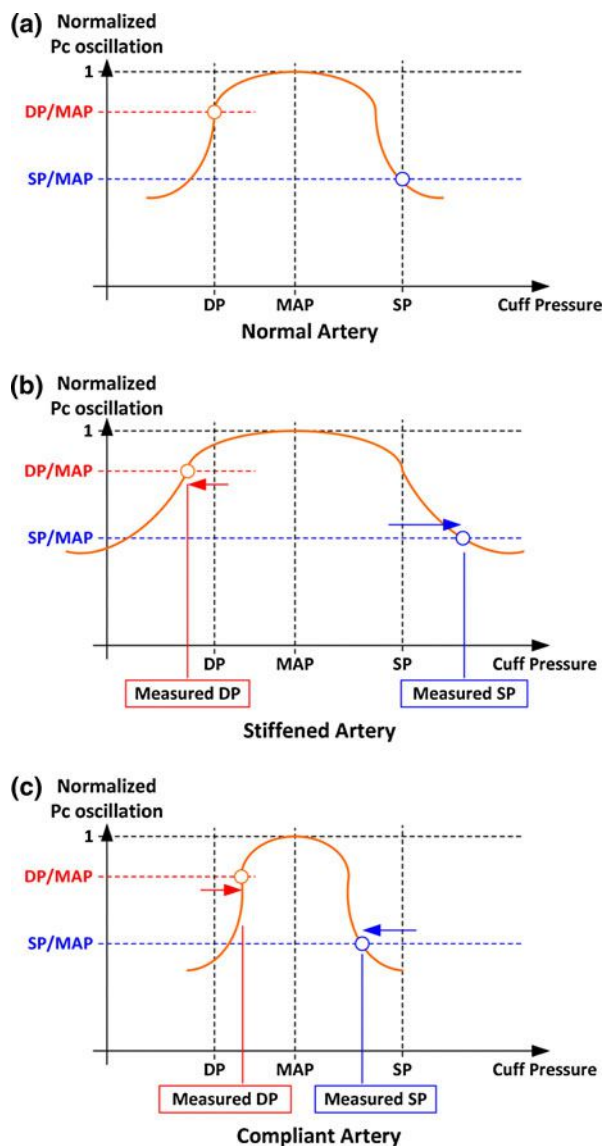 (a)
Normalized
Pc oscillation
1
DP/MAP
SP/MAP
DP MAP SP Cuff Pressure
Normal Artery
(b)
Normalized
Pc oscillation
1
DP/MAP
SP/MAP
DP MAP SP Cuff Pressure
Measured DP Measured SP
Stiffened Artery
(c)
Normalized
Pc oscillation
1
DP/MAP
SP/MAP
DP MAP SP Cuff Pressure
Measured DP Measured SP
Compliant Artery